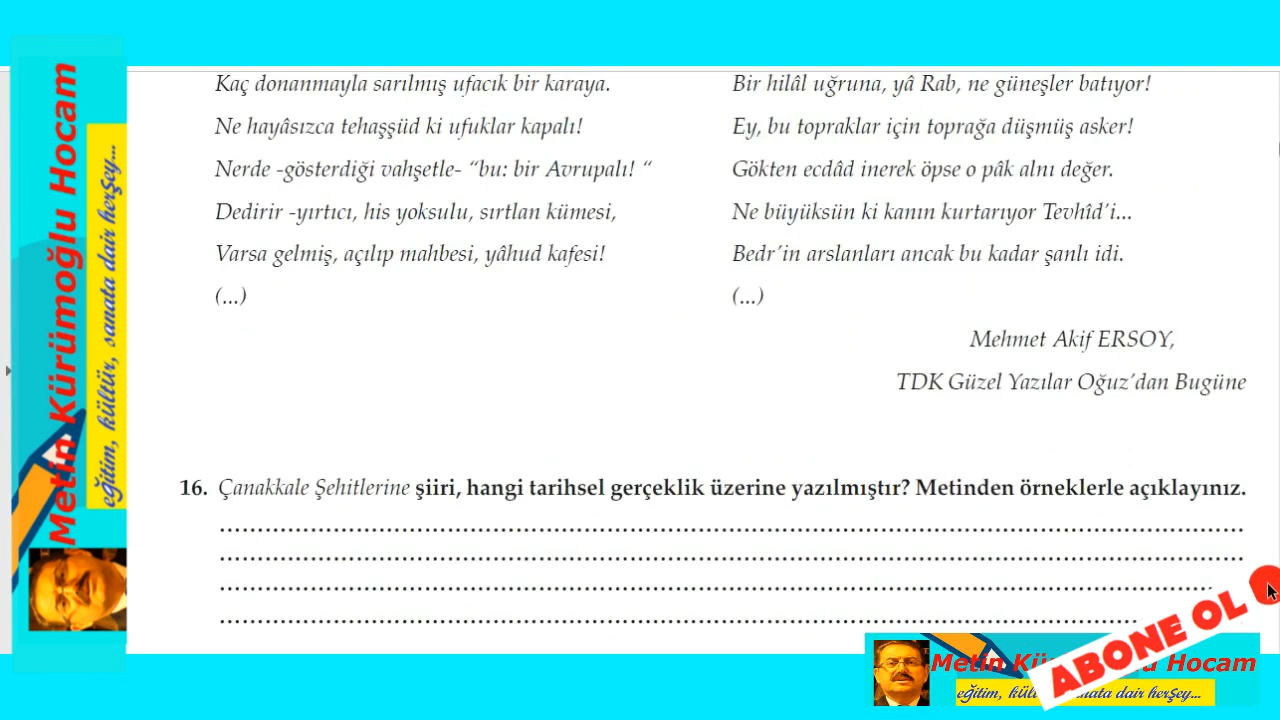 Metin Kürümoğlu Hocam
eğitim, kültür, sanata dair herşey...
Kaç donanmayla sarılmış ufacık bir karaya.
Ne hayâsızca tehaşşüd ki ufuklar kapalı!
Nerde -gösterdiği vahşetle- “bu: bir Avrupalı! “
Dedirir -yırtıcı, his yoksulu, sırtlan kümesi,
Varsa gelmiş, açılıp mahbesi, yâhud kafesi!
(...)
Bir hilâl uğruna, yâ Rab, ne güneşler batıyor!
Ey, bu topraklar için toprağa düşmüş asker!
Gökten ecdâd inerek öpse o pâk alnı değer.
Ne büyüksün ki kanın kurtarıyor Tevhîd’i...
Bedr’in arslanları ancak bu kadar şanlı idi.
(...)
Mehmet Akif ERSOY,
TDK Güzel Yazılar Oğuz’dan Bugüne
16. Çanakkale Şehitlerine şiiri, hangi tarihsel gerçeklik üzerine yazılmıştır? Metinden örneklerle açıklayınız.
ABONE OL
Metin Hocam
eğitim, dair herşey...